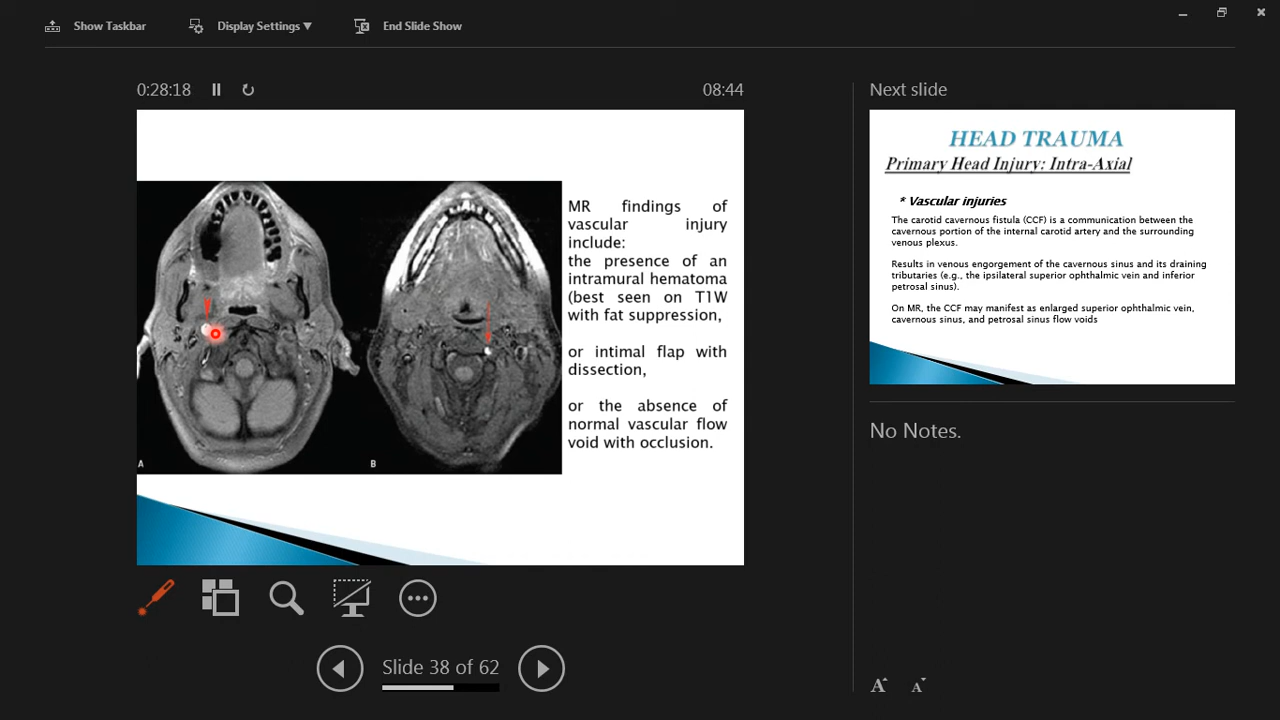 Show Taskbar
Display Settings ▼
End Slide Show
0:28:18
08:44
Next slide
MR findings of
vascular injury
include:
the presence of an
intramural hematoma
(best seen on T1W
with fat suppression,
or intimal flap with
dissection,
or the absence of
normal vascular flow
void with occlusion.
A
B
HEAD TRAUMA
Primary Head Injury: Intra-Axial
* Vascular injuries
The carotid cavernous fistula (CCF) is a communication between the
cavernous portion of the internal carotid artery and the surrounding
venous plexus.
Results in venous engorgement of the cavernous sinus and its draining
tributaries (e.g., the ipsilateral superior ophthalmic vein and inferior
petrosal sinus).
On MR, the CCF may manifest as enlarged superior ophthalmic vein,
cavernous sinus, and petrosal sinus flow voids
No Notes.
Slide 38 of 62
A A